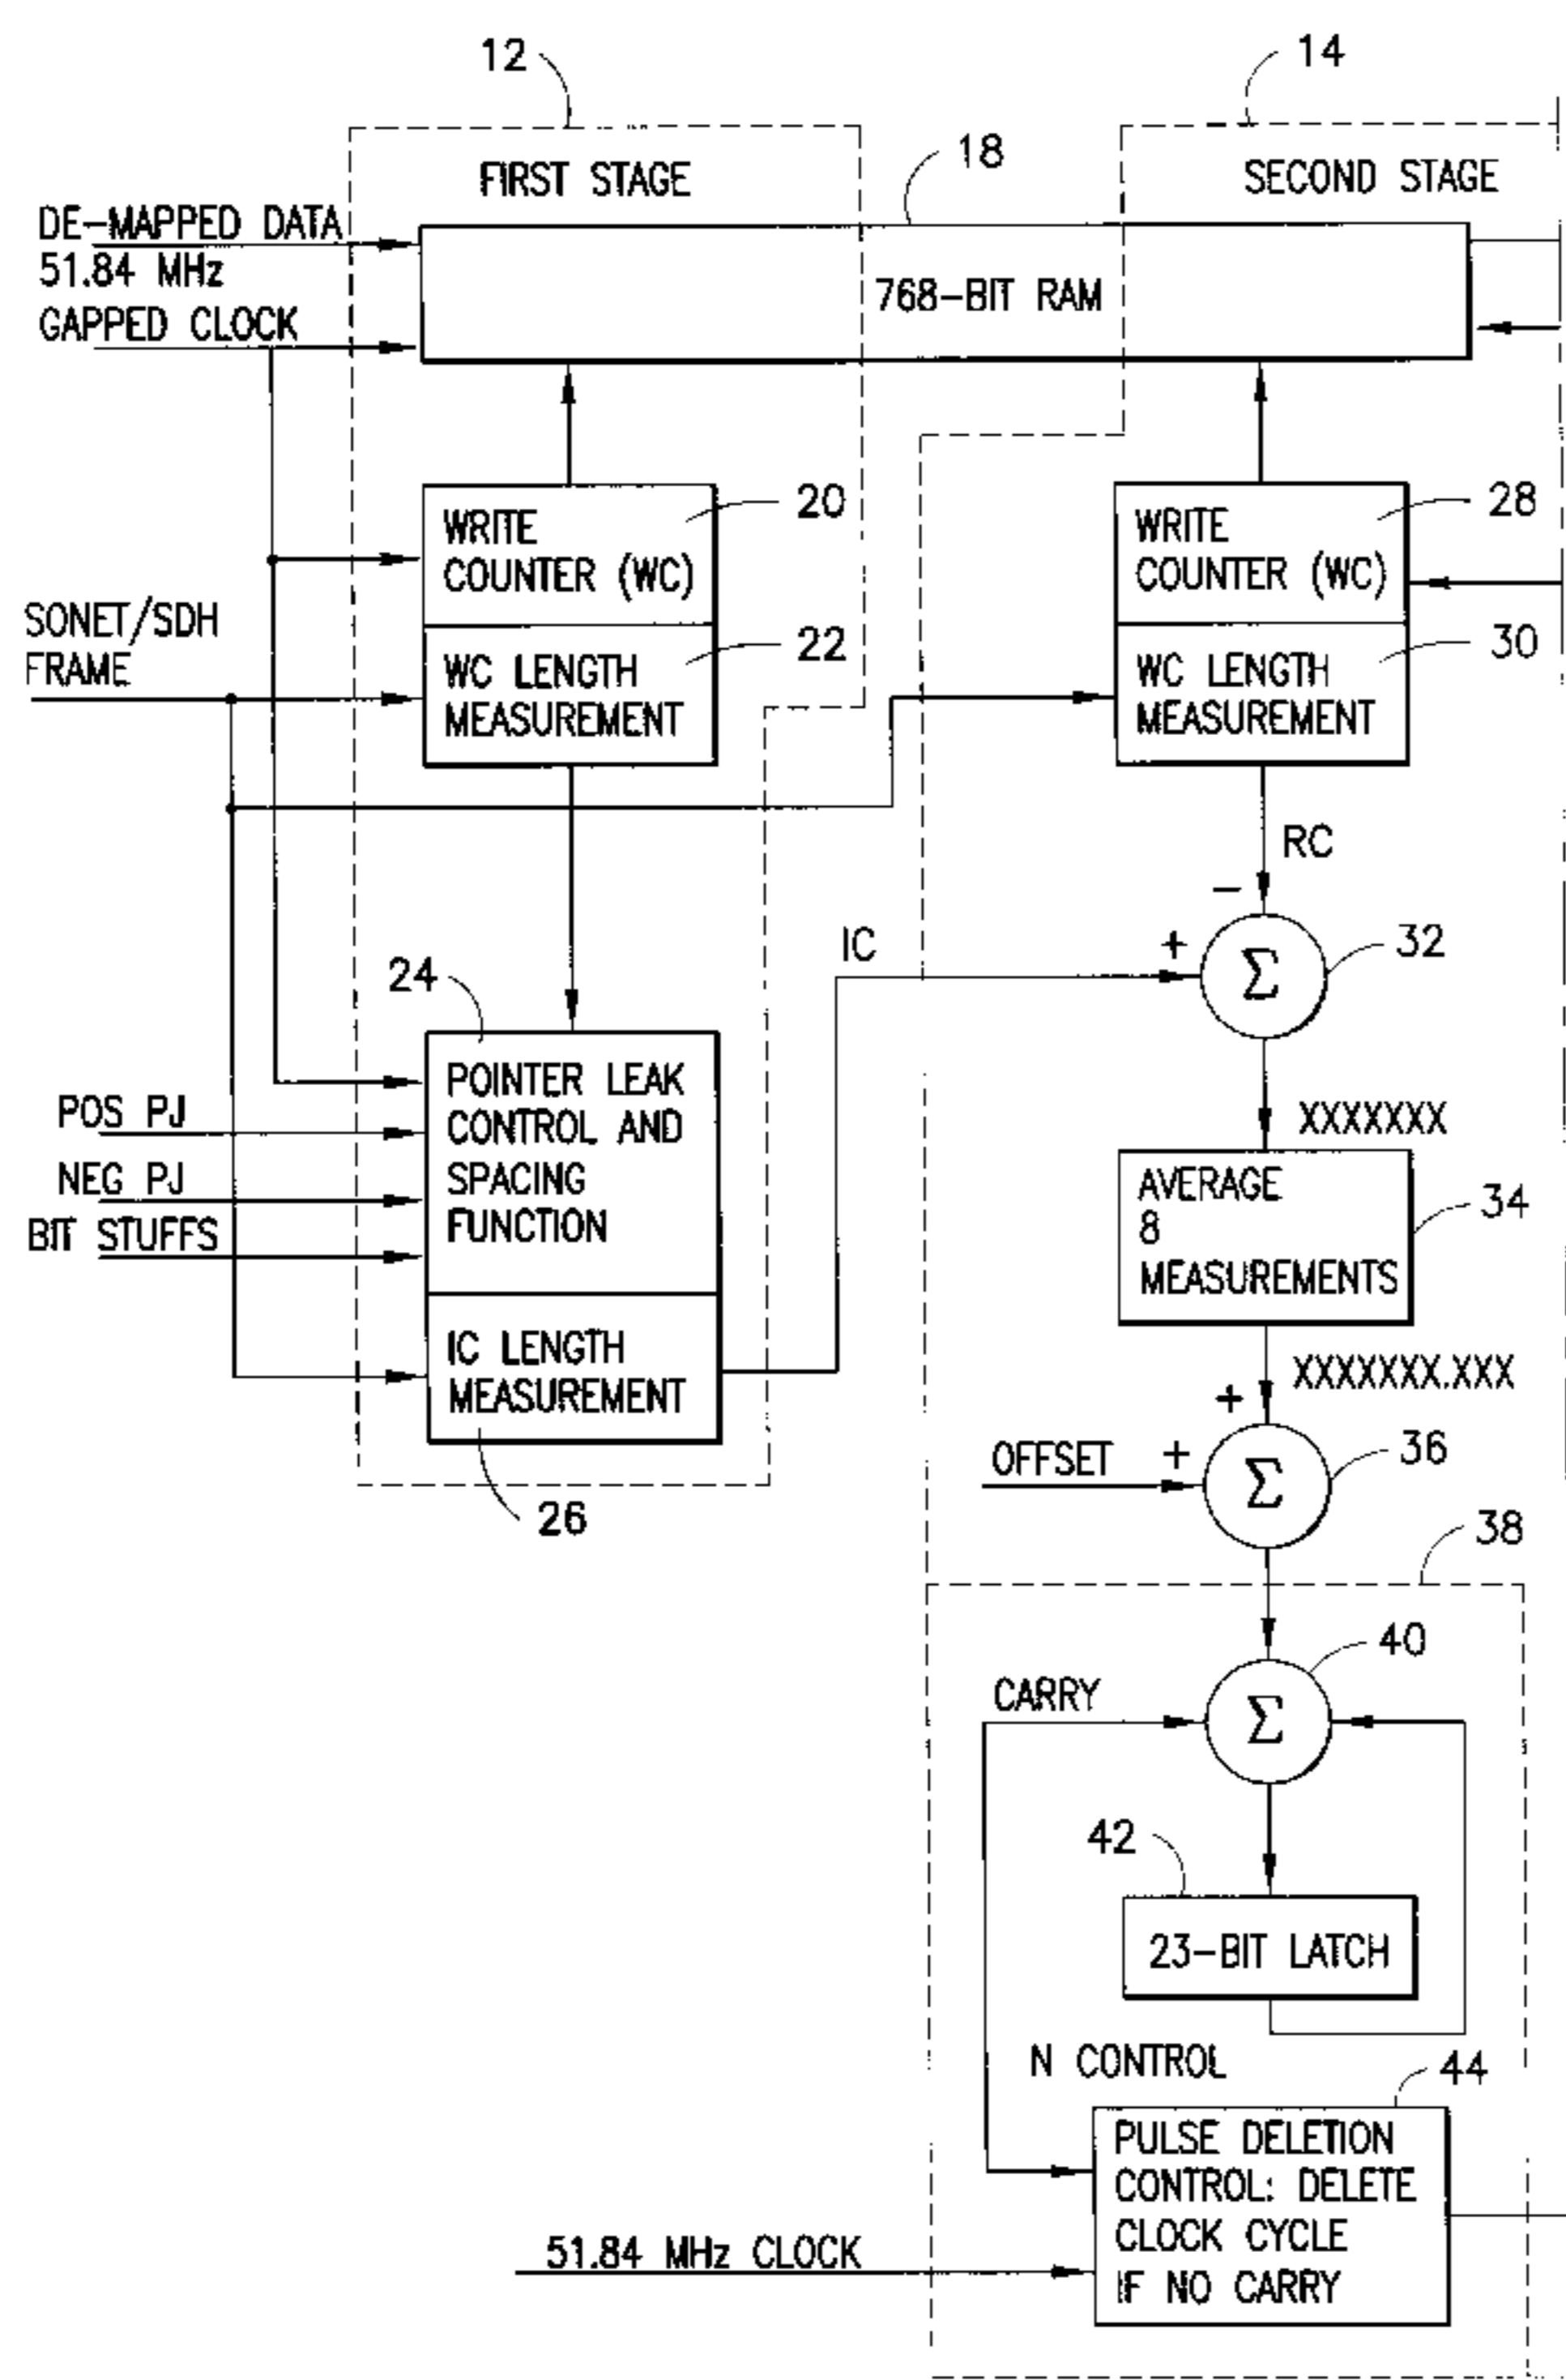 12
14
FIRST STAGE
18
SECOND STAGE
DE-MAPPED DATA
51.84 MHz
GAPPED CLOCK
768-BIT RAM
WRITE
COUNTER (WC)
20
WRITE
COUNTER (WC)
28
SONET/SDH
FRAME
WC LENGTH
MEASUREMENT
22
WC LENGTH
MEASUREMENT
30
RC
−
IC
+
Σ
32
24
POINTER LEAK
CONTROL AND
SPACING
FUNCTION
POS PJ
NEG PJ
BIT STUFFS
XXXXXXX
AVERAGE
8
MEASUREMENTS
34
IC LENGTH
MEASUREMENT
26
XXXXXXX.XXX
+
OFFSET
+
Σ
36
38
CARRY
Σ
40
42
23-BIT LATCH
N CONTROL
44
PULSE DELETION
CONTROL: DELETE
CLOCK CYCLE
IF NO CARRY
51.84 MHz CLOCK